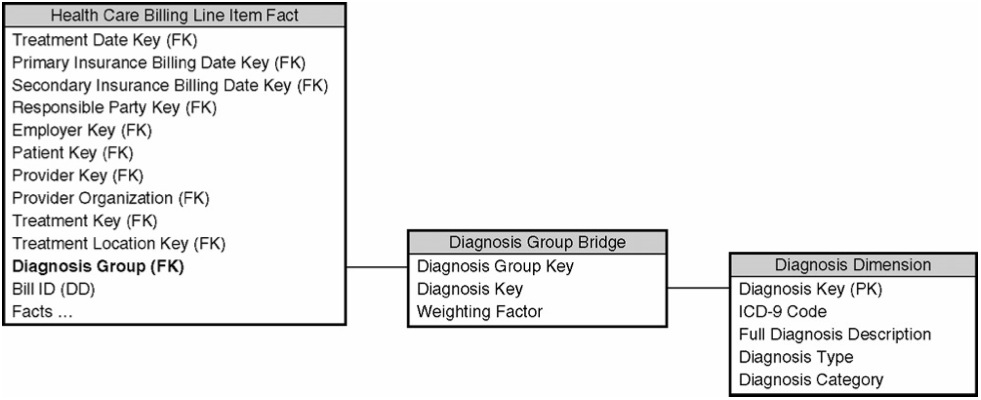 Health Care Billing Line Item Fact
Treatment Date Key (FK)
Primary Insurance Billing Date Key (FK)
Secondary Insurance Billing Date Key (FK)
Responsible Party Key (FK)
Employer Key (FK)
Patient Key (FK)
Provider Key (FK)
Provider Organization (FK)
Treatment Key (FK)
Treatment Location Key (FK)
Diagnosis Group (FK)
Bill ID (DD)
Facts ...
Diagnosis Group Bridge
Diagnosis Group Key
Diagnosis Key
Weighting Factor
Diagnosis Dimension
Diagnosis Key (PK)
ICD-9 Code
Full Diagnosis Description
Diagnosis Type
Diagnosis Category